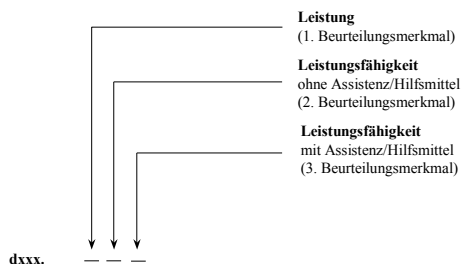 Leistung
(1. Beurteilungsmerkmal)
Leistungsfähigkeit
ohne Assistenz/Hilfsmittel
(2. Beurteilungsmerkmal)
Leistungsfähigkeit
mit Assistenz/Hilfsmittel
(3. Beurteilungsmerkmal)
dxxx. _ _ _